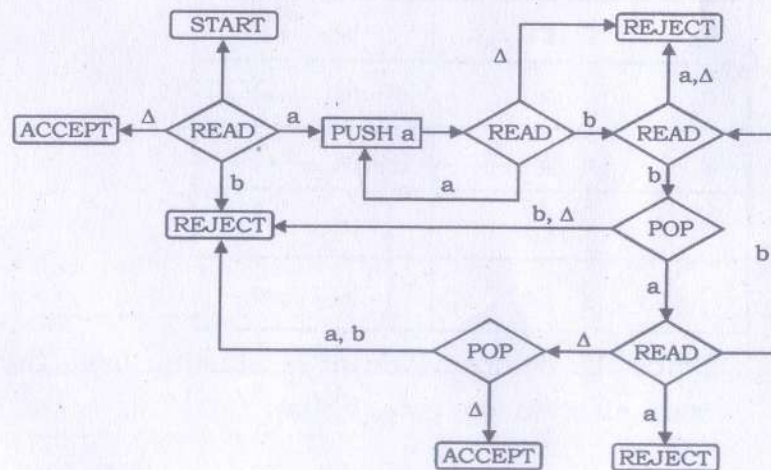 START
REJECT
Δ
a,Δ
ACCEPT
Δ
READ
a
PUSH a
READ
b
READ
b
a
b
REJECT
b, Δ
POP
b
a
a, b
POP
Δ
READ
Δ
a
ACCEPT
REJECT